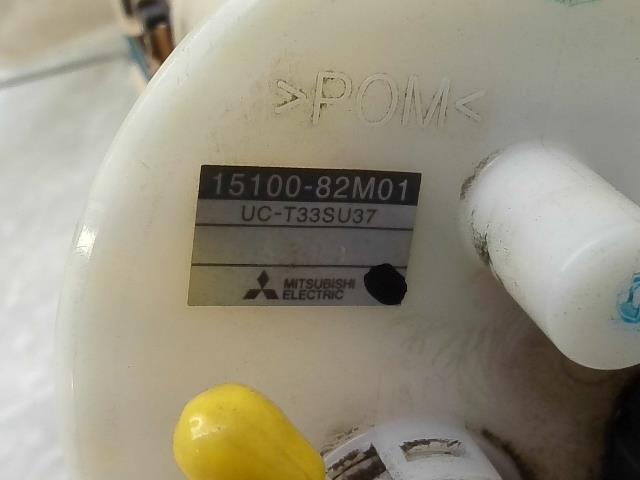 >POM<
15100-82M01
UC-T33SU37
MITSUBISHI
ELECTRIC